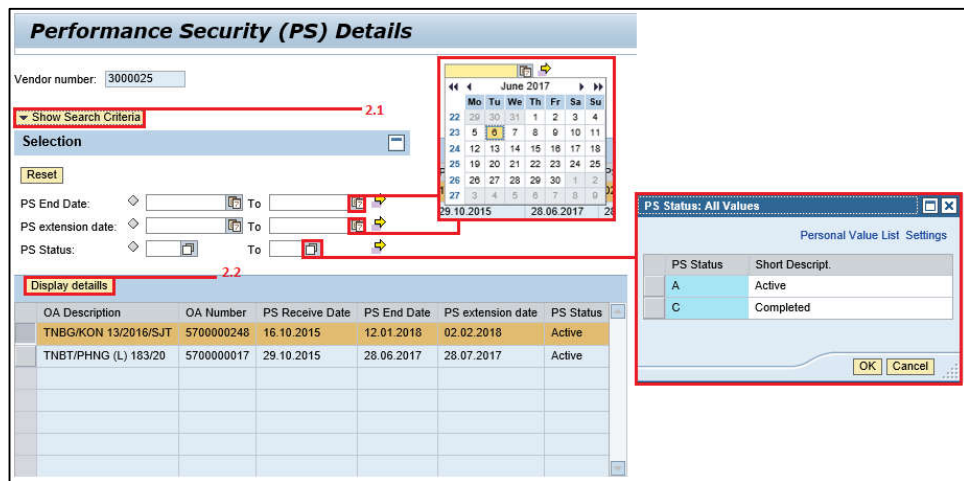 Performance Security (PS) Details
Vendor number: 3000025
Show Search Criteria
2.1
Selection
Reset
PS End Date: To
PS extension date: To
PS Status: To
2.2
Display detaills
OA Description OA Number PS Receive Date PS End Date PS extension date PS Status
TNBG/KON 13/2016/SJT 5700000248 16.10.2015 12.01.2018 02.02.2018 Active
TNBT/PHNG (L) 183/20 5700000017 29.10.2015 28.06.2017 28.07.2017 Active
June 2017
Mo Tu We Th Fr Sa Su
22 29 30 31 1 2 3 4
23 5 6 7 8 9 10 11
24 12 13 14 15 16 17 18
25 19 20 21 22 23 24 25
26 26 27 28 29 30 1 2
27 3 4 5 6 7 8 9
29.10.2015 28.06.2017
PS Status: All Values
Personal Value List Settings
PS Status Short Descript.
A Active
C Completed
OK Cancel